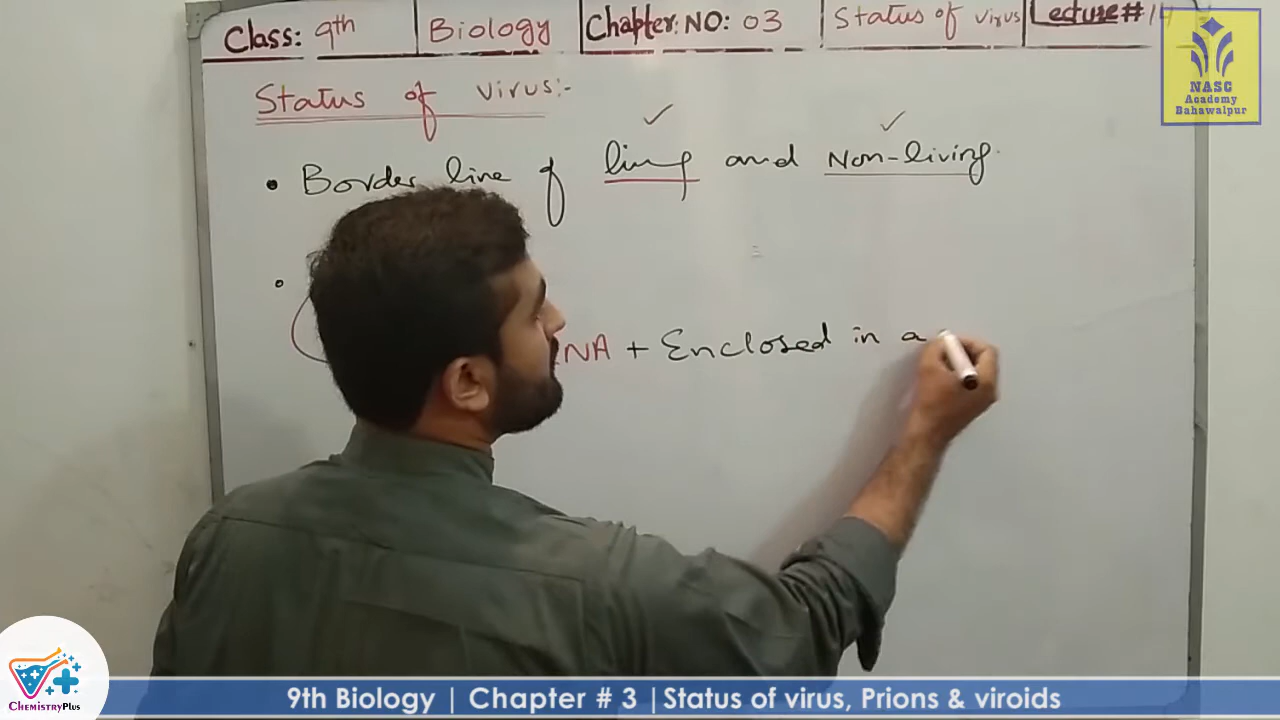 Class: 9th Biology Chapter: NO: 03 Status of virus Lecture # 14
NASC
Academy
Bahawalpur
Status of virus:-
• Border line of living and Non-living.
NA + Enclosed in a
ChemistryPlus
9th Biology | Chapter # 3 | Status of virus, Prions & viroids